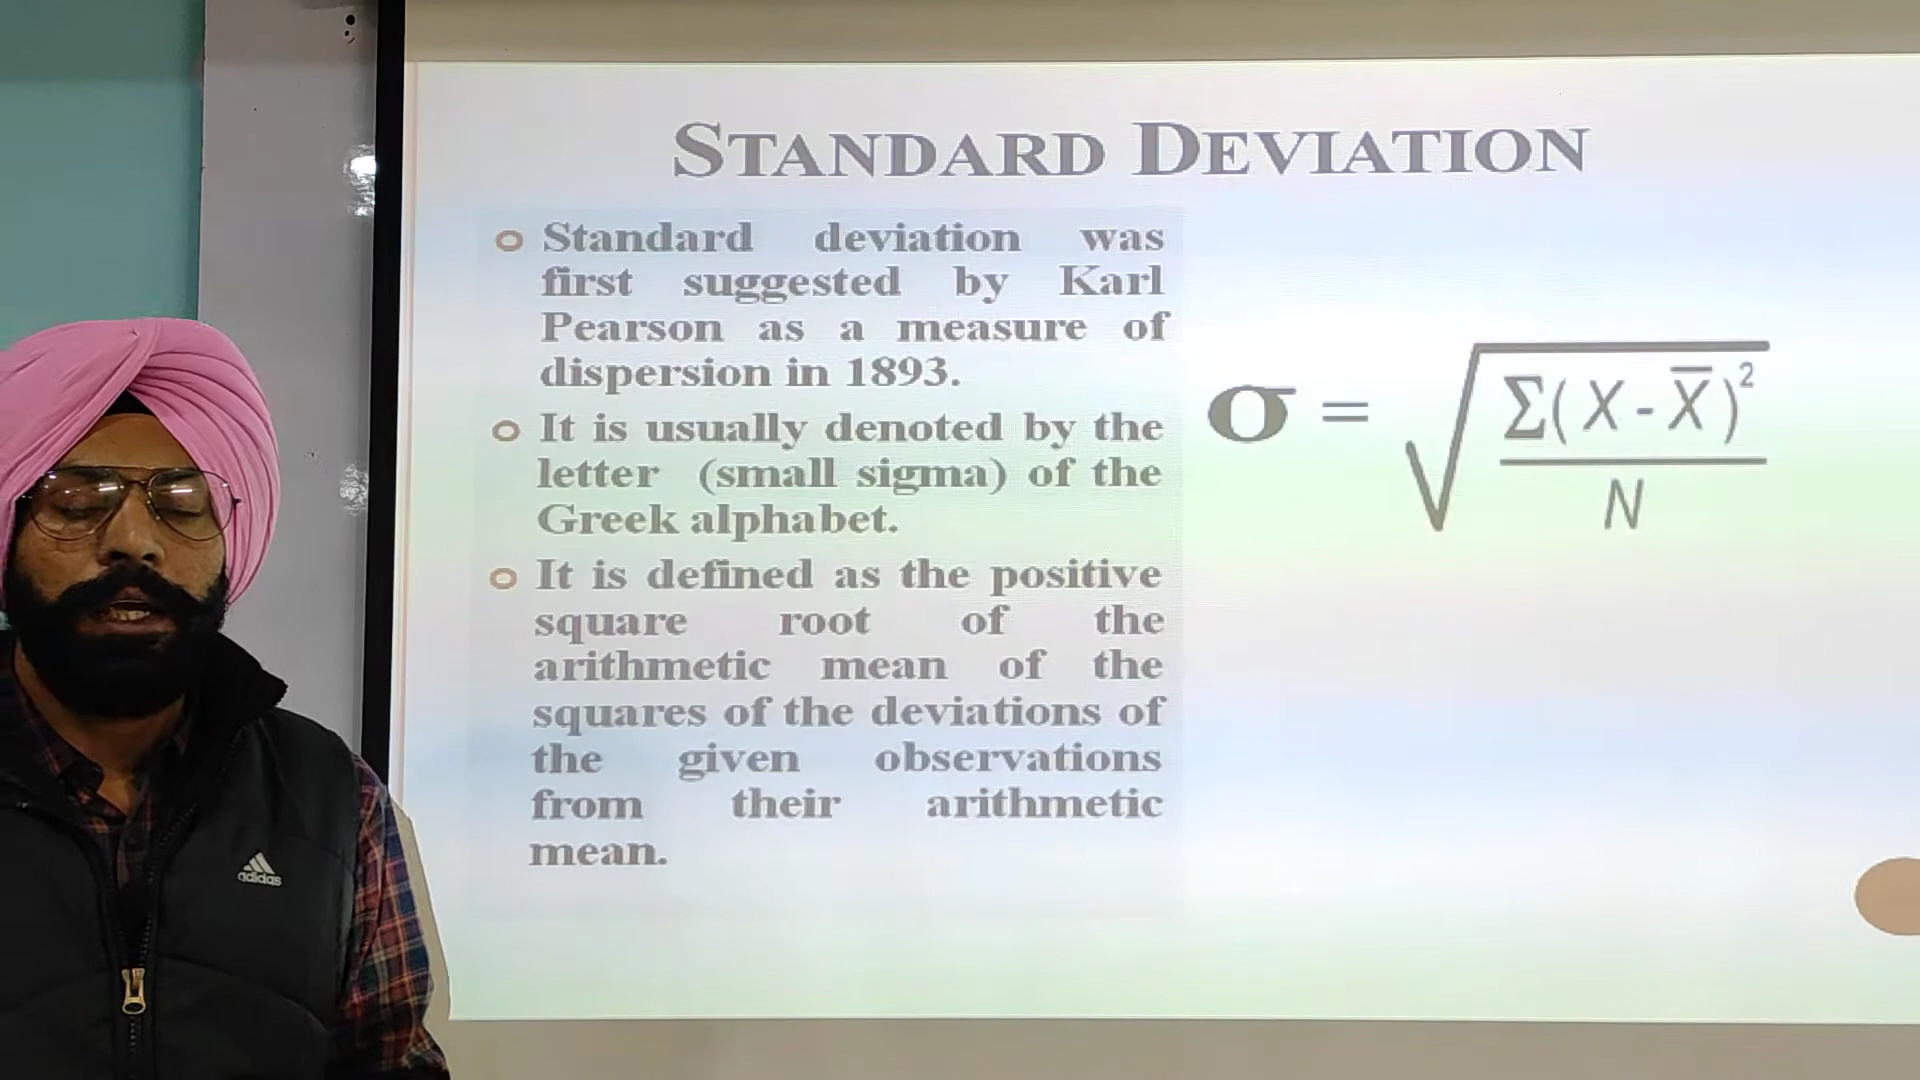 STANDARD DEVIATION
Standard deviation was
first suggested by Karl
Pearson as a measure of
dispersion in 1893.
It is usually denoted by the
letter (small sigma) of the
Greek alphabet.
It is defined as the positive
square root of the
arithmetic mean of the
squares of the deviations of
the given observations
from their arithmetic
mean.
σ = √(Σ(X - X̅)² / N)
adidas